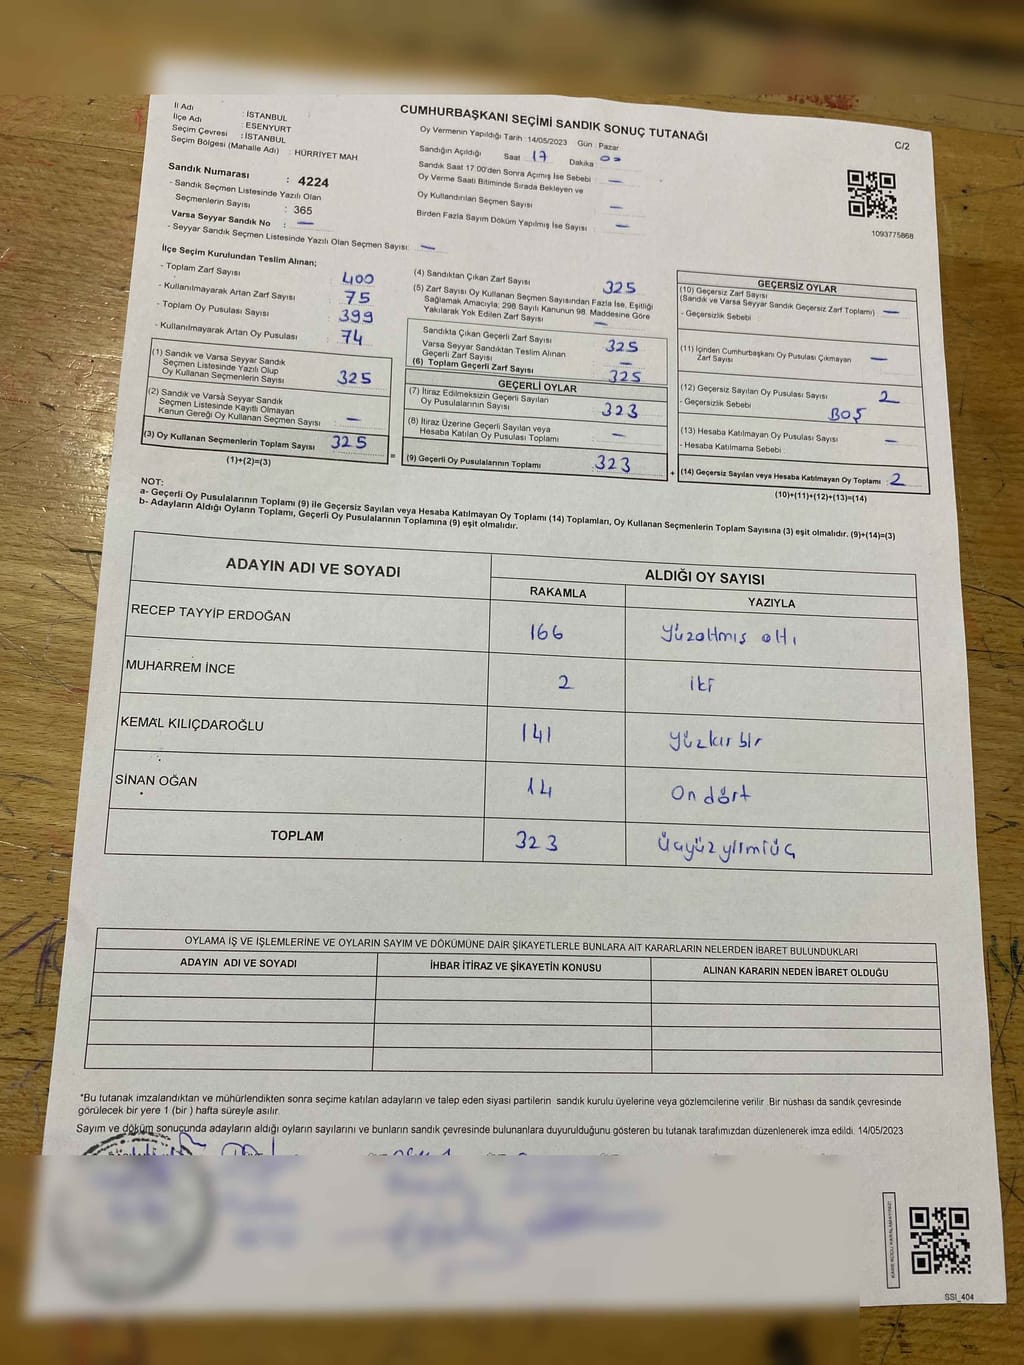 İl Adı : İSTANBUL
İlçe Adı : ESENYURT
Seçim Çevresi : İSTANBUL
Seçim Bölgesi (Mahalle Adı) : HÜRRİYET MAH
Sandık Numarası : 4224
- Sandık Seçmen Listesinde Yazılı Olan
Seçmenlerin Sayısı : 365
Varsa Seyyar Sandık No : —
- Seyyar Sandık Seçmen Listesinde Yazılı Olan Seçmen Sayısı: —
CUMHURBAŞKANI SEÇİMİ SANDIK SONUÇ TUTANAĞI
C/2
Oy Vermenin Yapıldığı Tarih :14/05/2023 Gün : Pazar
Sandığın Açıldığı Saat 17 Dakika 00
Sandık Saat 17.00'den Sonra Açımış İse Sebebi : —
Oy Verme Saati Bitiminde Sırada Bekleyen ve
Oy Kullandırılan Seçmen Sayısı : —
Birden Fazla Sayım Döküm Yapılmış İse Sayısı : —
1093775868
İlçe Seçim Kurulundan Teslim Alınan;
- Toplam Zarf Sayısı : 400
- Kullanılmayarak Artan Zarf Sayısı : 75
- Toplam Oy Pusulası Sayısı : 399
- Kullanılmayarak Artan Oy Pusulası : 74
(1) Sandık ve Varsa Seyyar Sandık
Seçmen Listesinde Yazılı Olup
Oy Kullanan Seçmenlerin Sayısı : 325
(2) Sandık ve Varsa Seyyar Sandık
Seçmen Listesinde Kayıtlı Olmayan
Kanun Gereği Oy Kullanan Seçmen Sayısı : —
(3) Oy Kullanan Seçmenlerin Toplam Sayısı : 325
(1)+(2)=(3)
(4) Sandıktan Çıkan Zarf Sayısı : 325
(5) Zarf Sayısı Oy Kullanan Seçmen Sayısından Fazla İse, Eşitliği
Sağlamak Amacıyla; 298 Sayılı Kanunun 98. Maddesine Göre
Yakılarak Yok Edilen Zarf Sayısı : —
Sandıkta Çıkan Geçerli Zarf Sayısı : 325
Varsa Seyyar Sandıktan Teslim Alınan
Geçerli Zarf Sayısı : —
(6) Toplam Geçerli Zarf Sayısı : 325
GEÇERLİ OYLAR
(7) İtiraz Edilmeksizin Geçerli Sayılan
Oy Pusulalarının Sayısı : 323
(8) İtiraz Üzerine Geçerli Sayılan veya
Hesaba Katılan Oy Pusulası Toplamı : —
= (9) Geçerli Oy Pusulalarının Toplamı : 323
GEÇERSİZ OYLAR
(10) Geçersiz Zarf Sayısı
(Sandık ve Varsa Seyyar Sandık Geçersiz Zarf Toplamı) : —
- Geçersizlik Sebebi :
(11) İçinden Cumhurbaşkanı Oy Pusulası Çıkmayan
Zarf Sayısı : —
(12) Geçersiz Sayılan Oy Pusulası Sayısı : 2
- Geçersizlik Sebebi : BOŞ
(13) Hesaba Katılmayan Oy Pusulası Sayısı : —
- Hesaba Katılmama Sebebi :
+ (14) Geçersiz Sayılan veya Hesaba Katılmayan Oy Toplamı : 2
(10)+(11)+(12)+(13)=(14)
NOT:
a- Geçerli Oy Pusulalarının Toplamı (9) ile Geçersiz Sayılan veya Hesaba Katılmayan Oy Toplamı (14) Toplamları, Oy Kullanan Seçmenlerin Toplam Sayısına (3) eşit olmalıdır. (9)+(14)=(3)
b- Adayların Aldığı Oyların Toplamı, Geçerli Oy Pusulalarının Toplamına (9) eşit olmalıdır.
ADAYIN ADI VE SOYADI ALDIĞI OY SAYISI
RAKAMLA YAZIYLA
RECEP TAYYİP ERDOĞAN 166 Yüzaltmış altı
MUHARREM İNCE 2 iki
KEMAL KILIÇDAROĞLU 141 Yüzkırbir
SİNAN OĞAN 14 On dört
TOPLAM 323 Üçyüzyirmiüç
OYLAMA İŞ VE İŞLEMLERİNE VE OYLARIN SAYIM VE DÖKÜMÜNE DAİR ŞİKAYETLERLE BUNLARA AİT KARARLARIN NELERDEN İBARET BULUNDUKLARI
ADAYIN ADI VE SOYADI İHBAR İTİRAZ VE ŞİKAYETİN KONUSU ALINAN KARARIN NEDEN İBARET OLDUĞU
*Bu tutanak imzalandıktan ve mühürlendikten sonra seçime katılan adayların ve talep eden siyasi partilerin sandık kurulu üyelerine veya gözlemcilerine verilir .Bir nüshası da sandık çevresinde
görülecek bir yere 1 (bir ) hafta süreyle asılır.
Sayım ve döküm sonucunda adayların aldığı oyların sayılarını ve bunların sandık çevresinde bulunanlara duyurulduğunu gösteren bu tutanak tarafımızdan düzenlenerek imza edildi. 14/05/2023
KAREKODU KARALAMAYINIZ!
SSİ_404